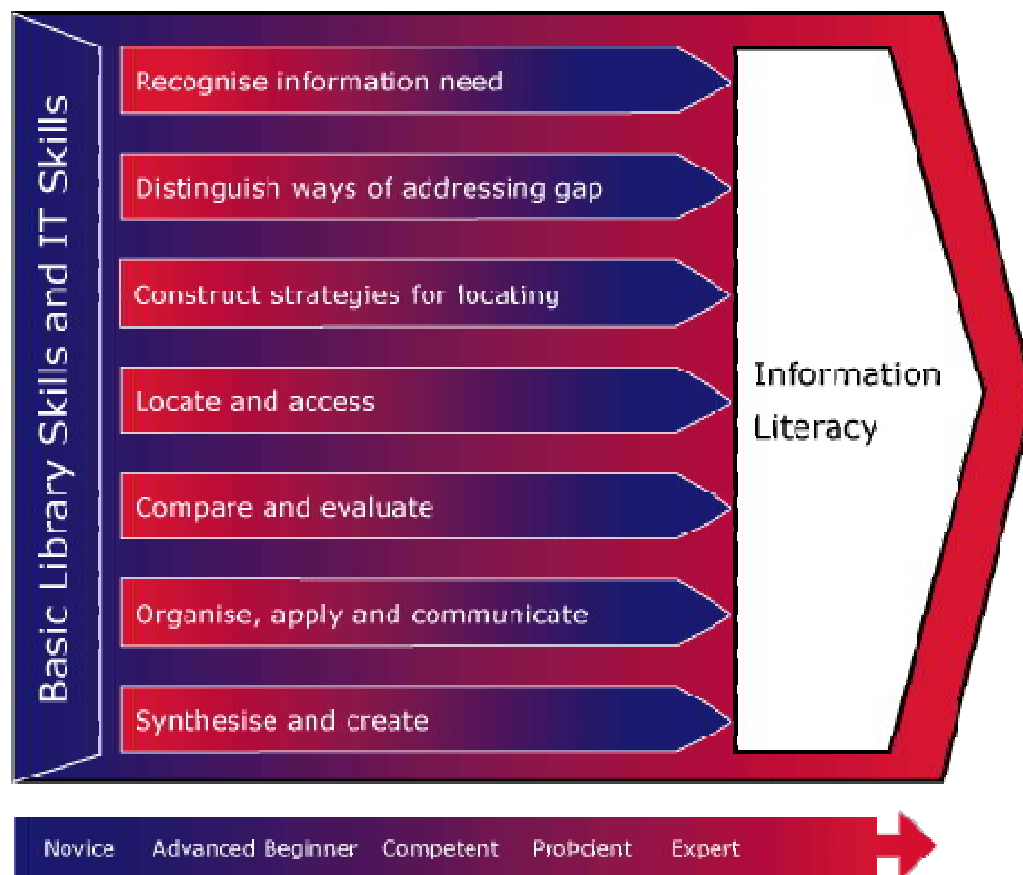 Basic Library Skills and IT Skills
Recognise information need
Distinguish ways of addressing gap
Construct strategies for locating
Locate and access
Compare and evaluate
Organise, apply and communicate
Synthesise and create
Information
Literacy
Novice Advanced Beginner Competent Proficient Expert